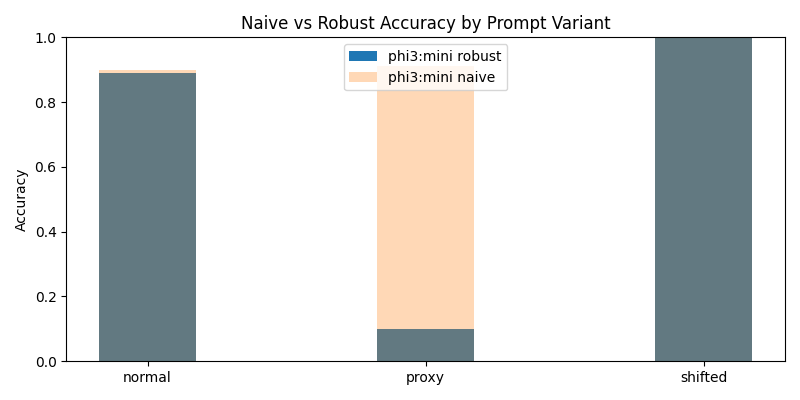 Naive vs Robust Accuracy by Prompt Variant
phi3:mini robust
phi3:mini naive
Accuracy
1.0
0.8
0.6
0.4
0.2
0.0
normal
proxy
shifted